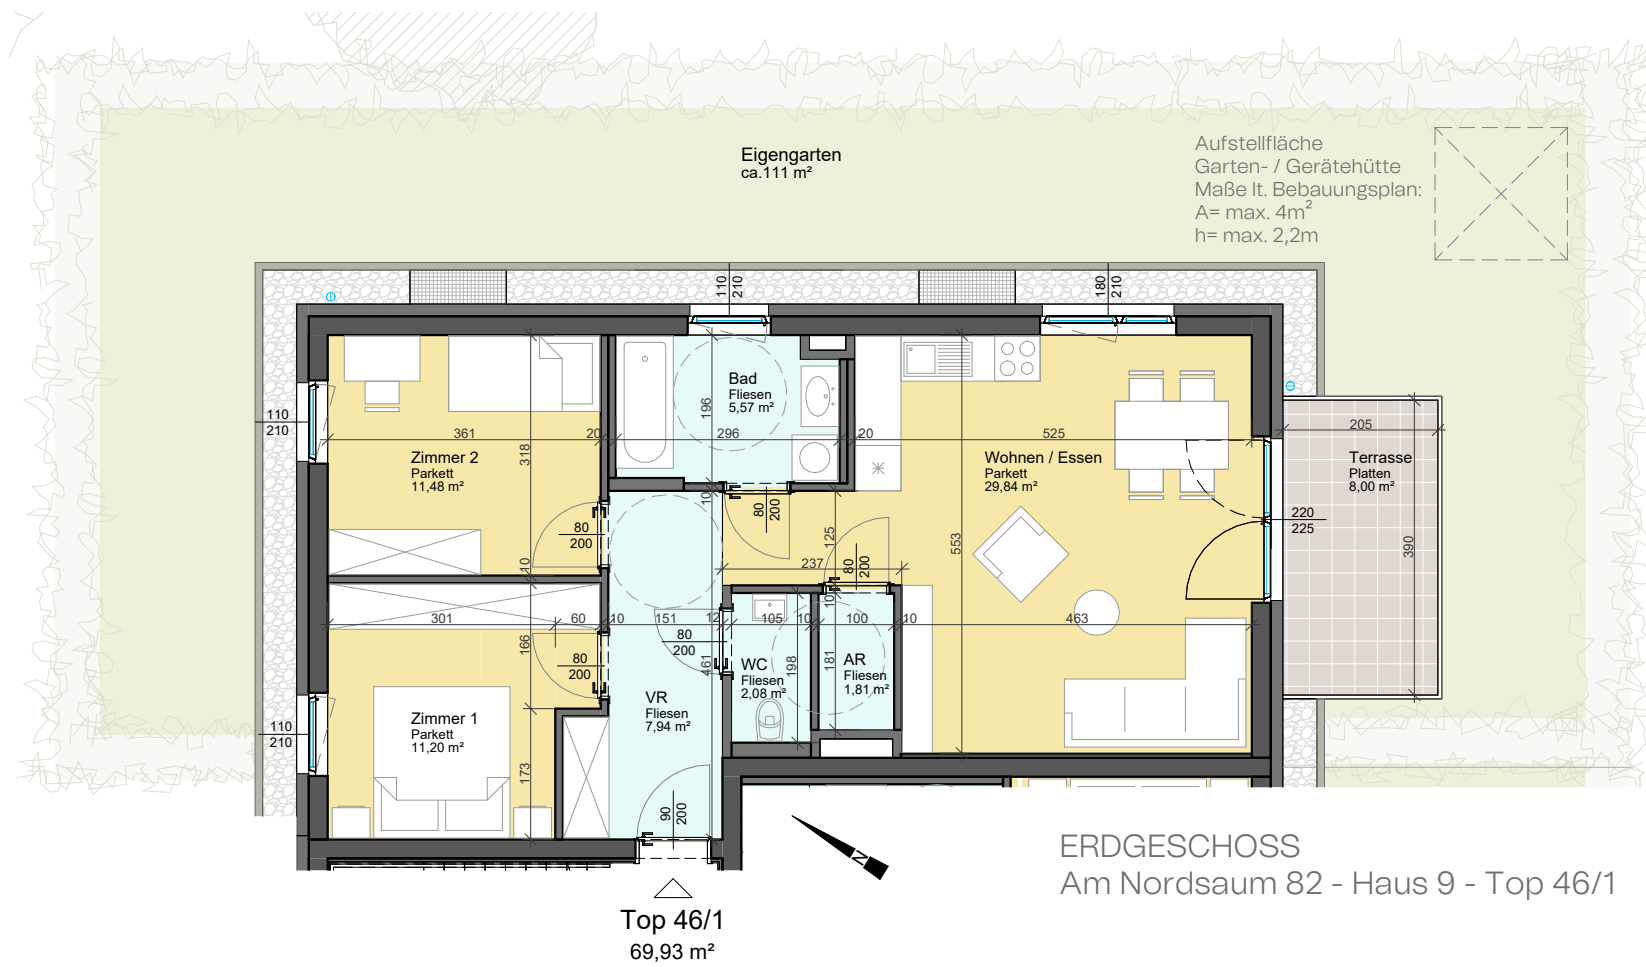 Eigengarten
ca.111 m²
Aufstellfläche
Garten- / Gerätehütte
Maße lt. Bebauungsplan:
A= max. 4m²
h= max. 2,2m
110
210
180
210
Bad
Fliesen
5,57 m²
196
110
210
361
20
296
20
525
205
318
Zimmer 2
Parkett
11,48 m²
Wohnen / Essen
Parkett
29,84 m²
Terrasse
Platten
8,00 m²
10
80
200
220
225
80
200
125
553
390
10
237
80
200
10
301
60
10
151
12
105
10
100
10
463
166
80
200
80
200
461
WC
Fliesen
2,08 m²
198
181
AR
Fliesen
1,81 m²
VR
Fliesen
7,94 m²
110
210
Zimmer 1
Parkett
11,20 m²
173
90
200
N
ERDGESCHOSS
Am Nordsaum 82 - Haus 9 - Top 46/1
Top 46/1
69,93 m²